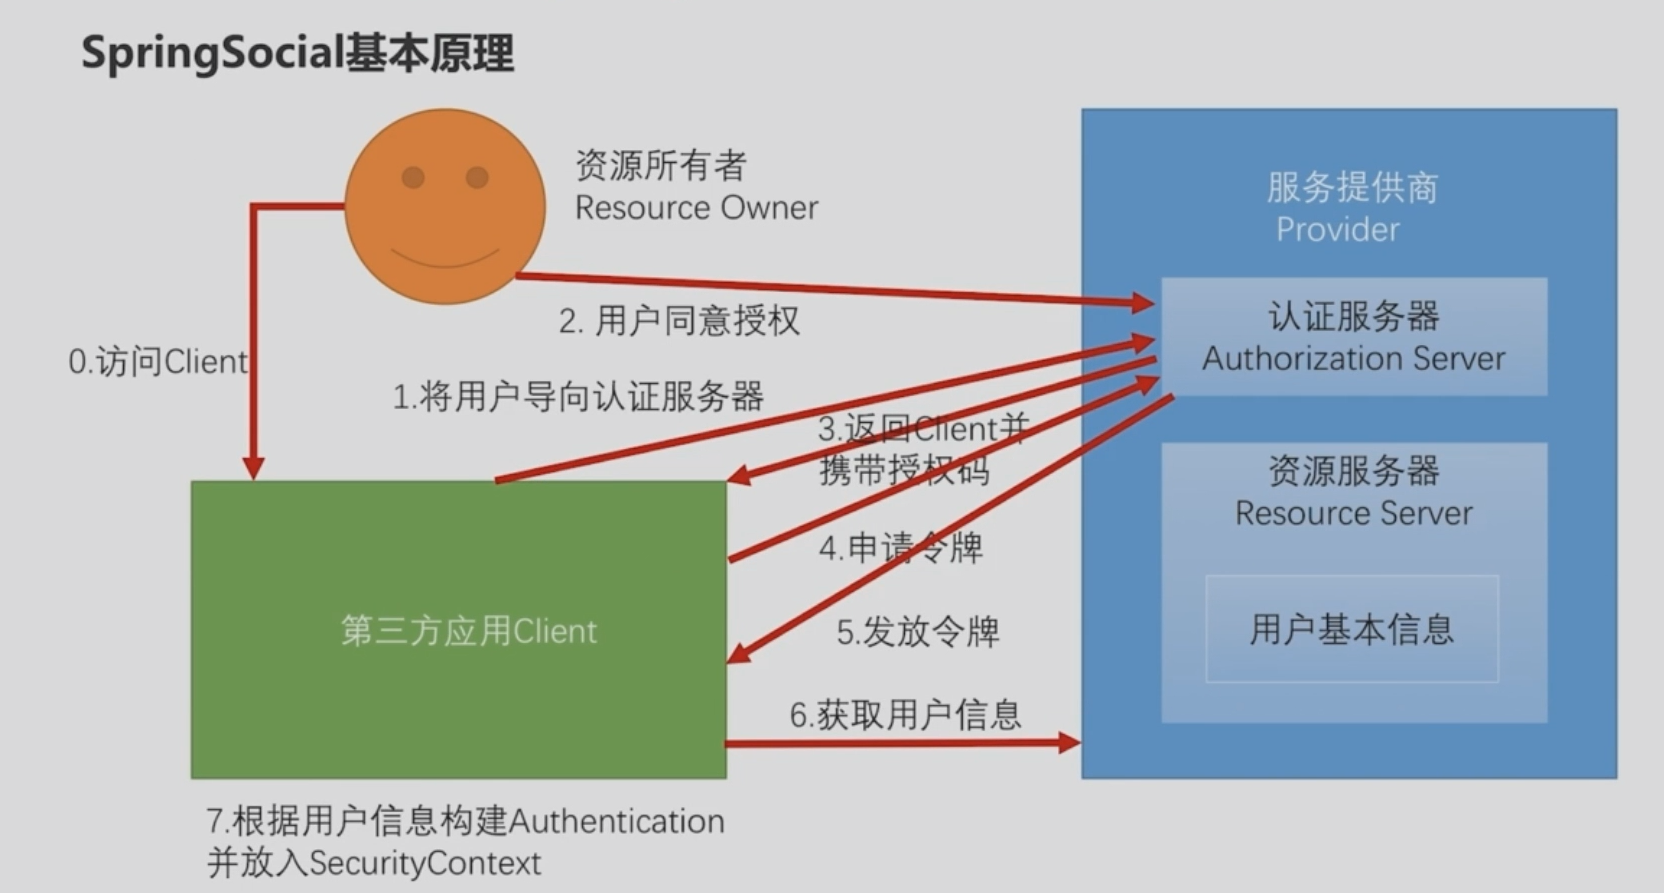 SpringSocial基本原理
资源所有者
Resource Owner
服务提供商
Provider
认证服务器
Authorization Server
2. 用户同意授权
0.访问Client
1.将用户导向认证服务器
3.返回Client并
携带授权码
资源服务器
Resource Server
4.申请令牌
第三方应用Client
5.发放令牌
用户基本信息
6.获取用户信息
7.根据用户信息构建Authentication
并放入SecurityContext